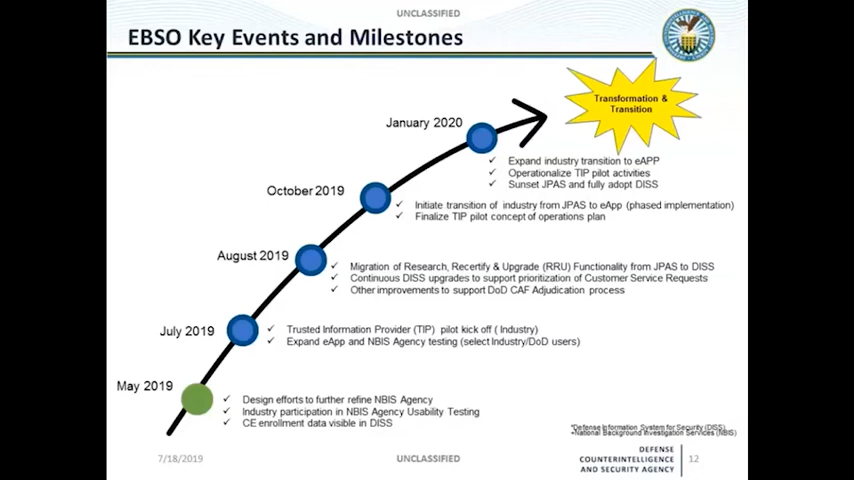 UNCLASSIFIED
EBSO Key Events and Milestones
Transformation &
Transition
January 2020
✓ Expand industry transition to eAPP
✓ Operationalize TIP pilot activities
✓ Sunset JPAS and fully adopt DISS
October 2019
✓ Initiate transition of industry from JPAS to eApp (phased implementation)
✓ Finalize TIP pilot concept of operations plan
August 2019
✓ Migration of Research, Recertify & Upgrade (RRU) Functionality from JPAS to DISS
✓ Continuous DISS upgrades to support prioritization of Customer Service Requests
✓ Other improvements to support DoD CAF Adjudication process
July 2019
✓ Trusted Information Provider (TIP) pilot kick off ( Industry)
✓ Expand eApp and NBIS Agency testing (select Industry/DoD users)
May 2019
✓ Design efforts to further refine NBIS Agency
✓ Industry participation in NBIS Agency Usability Testing
✓ CE enrollment data visible in DISS
*Defense Information System for Security (DISS)
+National Background Investigation Services (NBIS)
7/18/2019
UNCLASSIFIED
DEFENSE
COUNTERINTELLIGENCE
AND SECURITY AGENCY
12